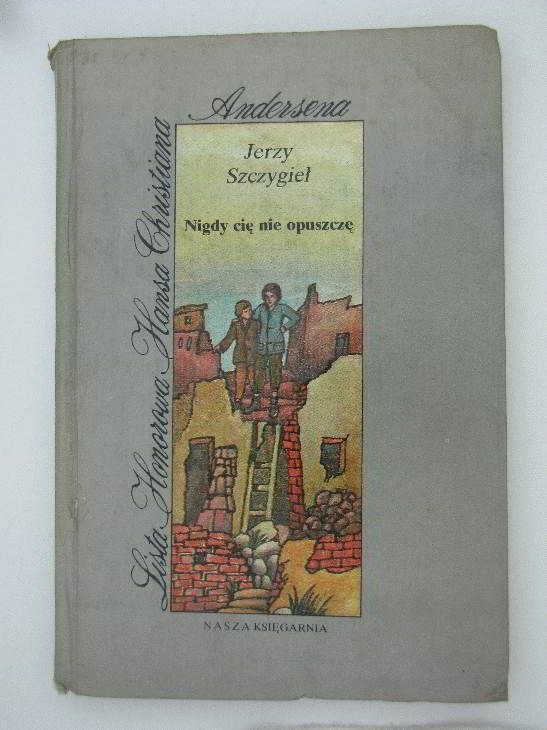 Lista Honorowa Hansa Christiana
Andersena
Jerzy
Szczygieł
Nigdy cię nie opuszczę
NASZA KSIĘGARNIA